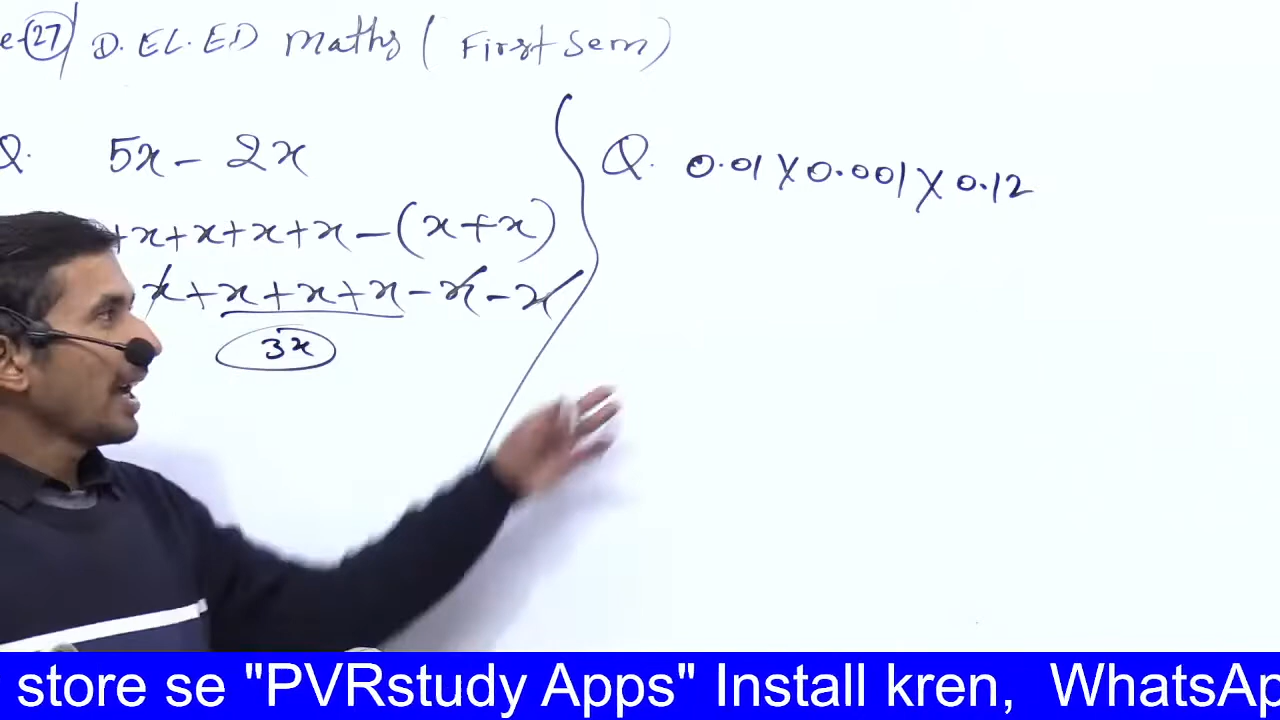 e-27 D.EL.ED Maths ( First Sem )
Q. 5x - 2x
+x+x+x+x-(x+x)
x+x+x+x-x-x
3x
Q. 0.01 X 0.001 X 0.12
store se "PVRstudy Apps" Install kren, WhatsAp